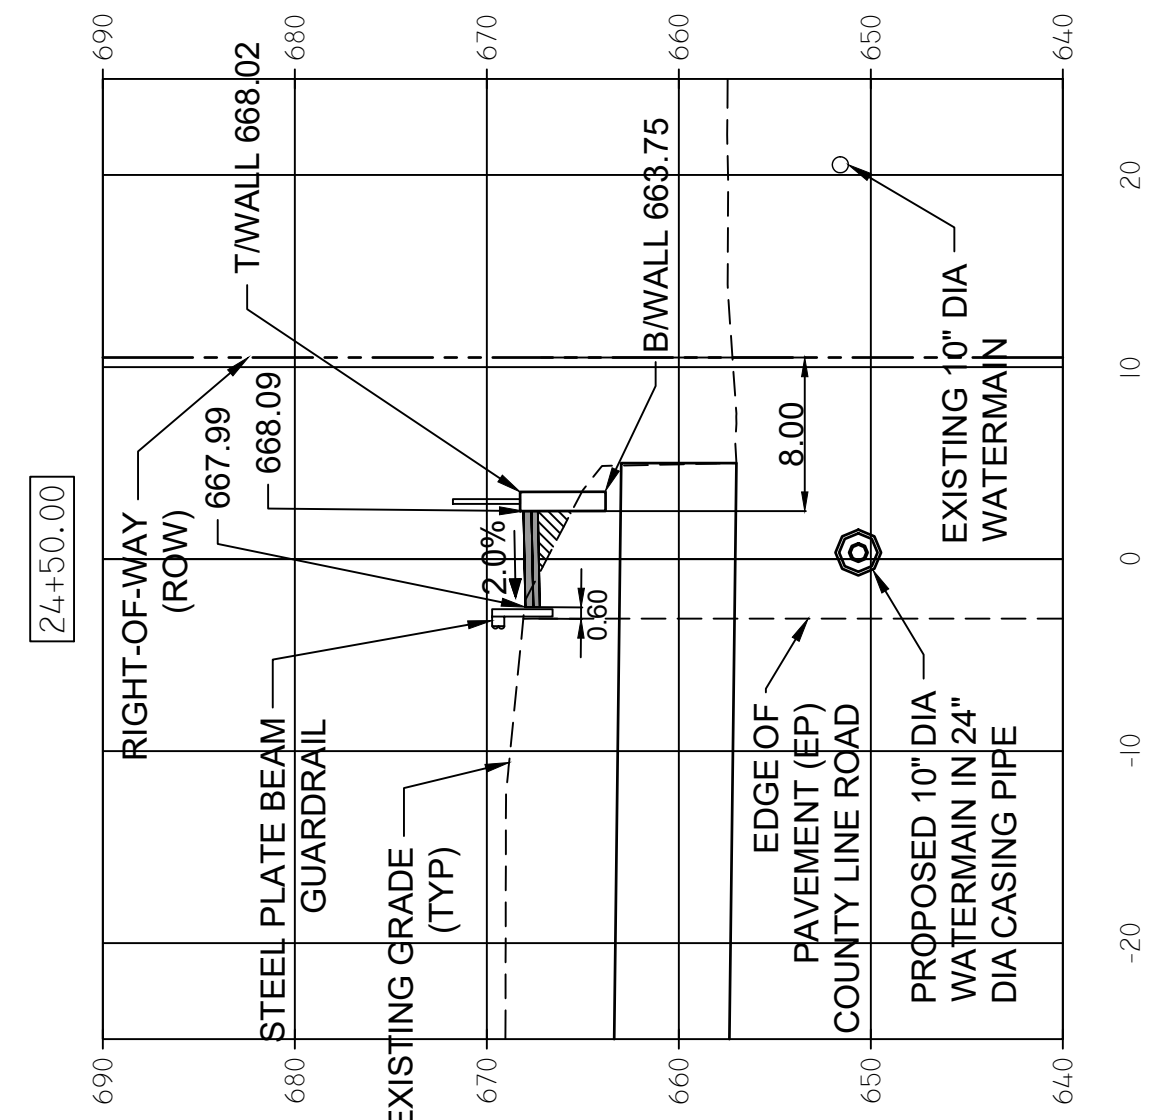 24+50.00
690
680
670
660
650
640
RIGHT-OF-WAY
(ROW)
667.99
668.09
T/WALL 668.02
B/WALL 663.75
2.0%
0.60
8.00
STEEL PLATE BEAM
GUARDRAIL
EXISTING GRADE
(TYP)
EDGE OF
PAVEMENT (EP)
COUNTY LINE ROAD
PROPOSED 10" DIA
WATERMAIN IN 24"
DIA CASING PIPE
EXISTING 10" DIA
WATERMAIN
690
680
670
660
650
640
-20
-10
0
10
20